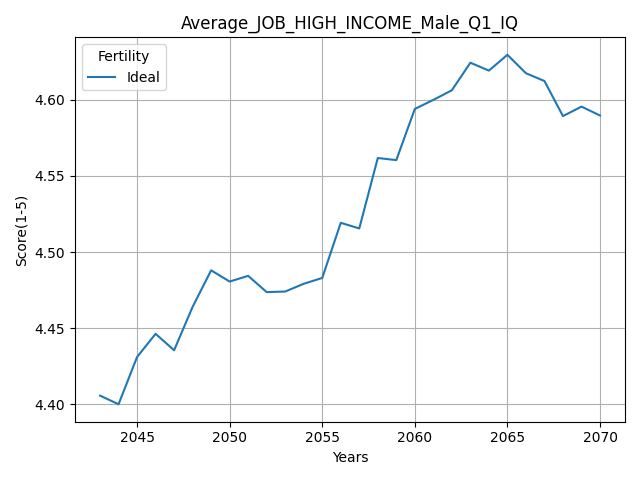 Average_JOB_HIGH_INCOME_Male_Q1_IQ
Fertility
Ideal
Score(1-5)
4.60
4.55
4.50
4.45
4.40
2045 2050 2055 2060 2065 2070
Years